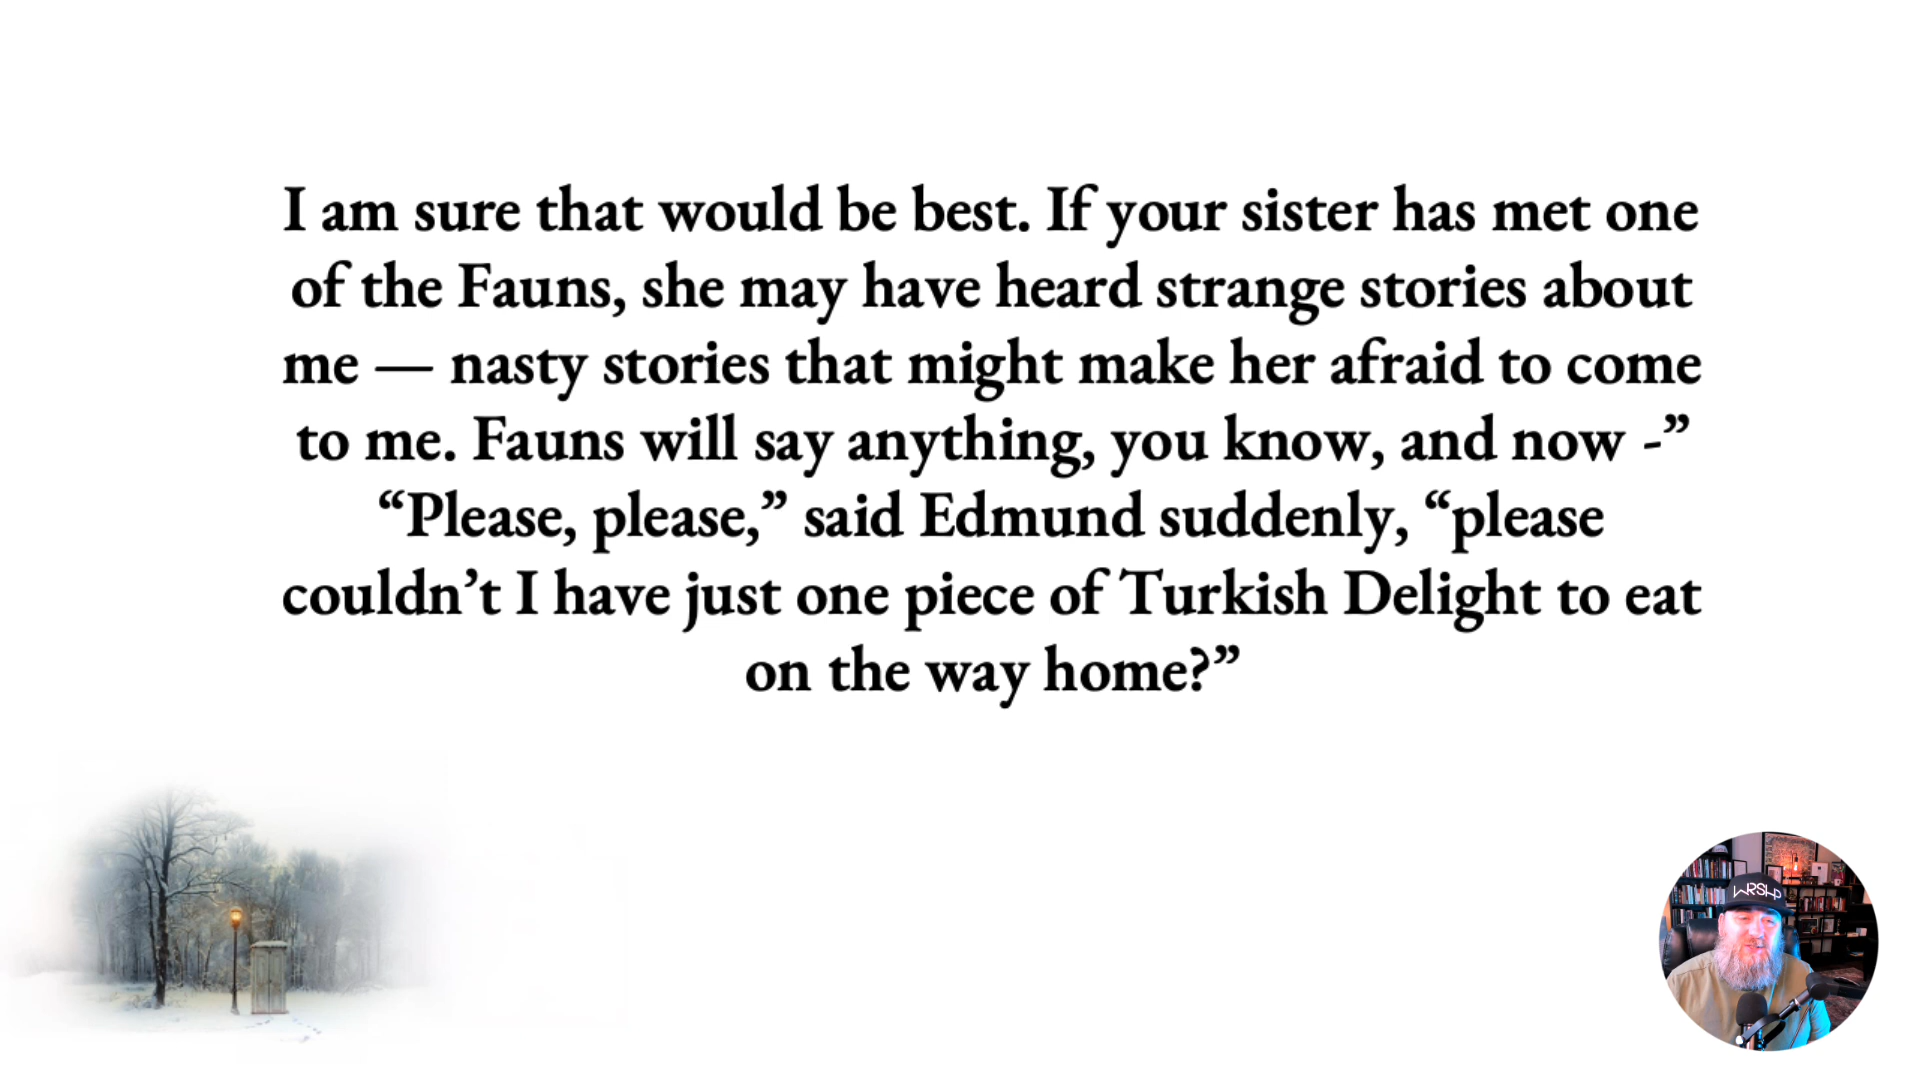 I am sure that would be best. If your sister has met one
of the Fauns, she may have heard strange stories about
me — nasty stories that might make her afraid to come
to me. Fauns will say anything, you know, and now -”
“Please, please,” said Edmund suddenly, “please
couldn’t I have just one piece of Turkish Delight to eat
on the way home?”
WRSHP